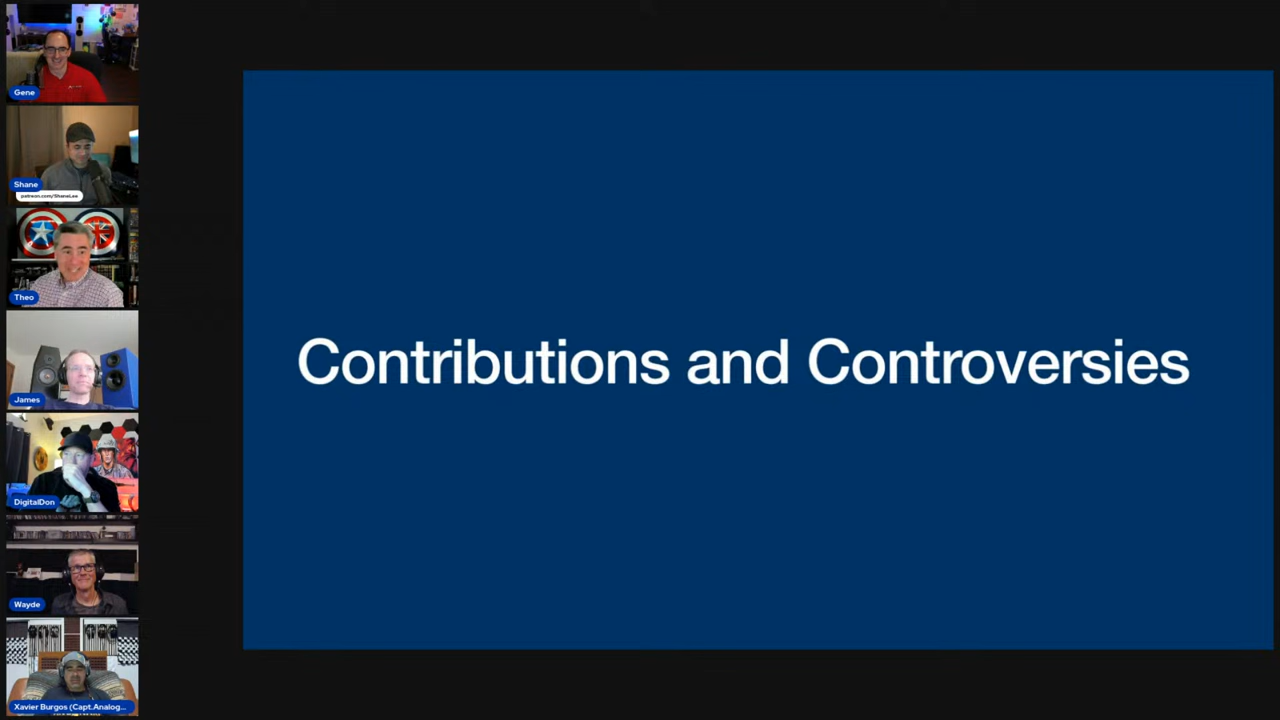 Gene
Shane
patreon.com/ShaneLee
Theo
James
DigitalDon
Wayde
Xavier Burgos (Capt.Analog...
Contributions and Controversies